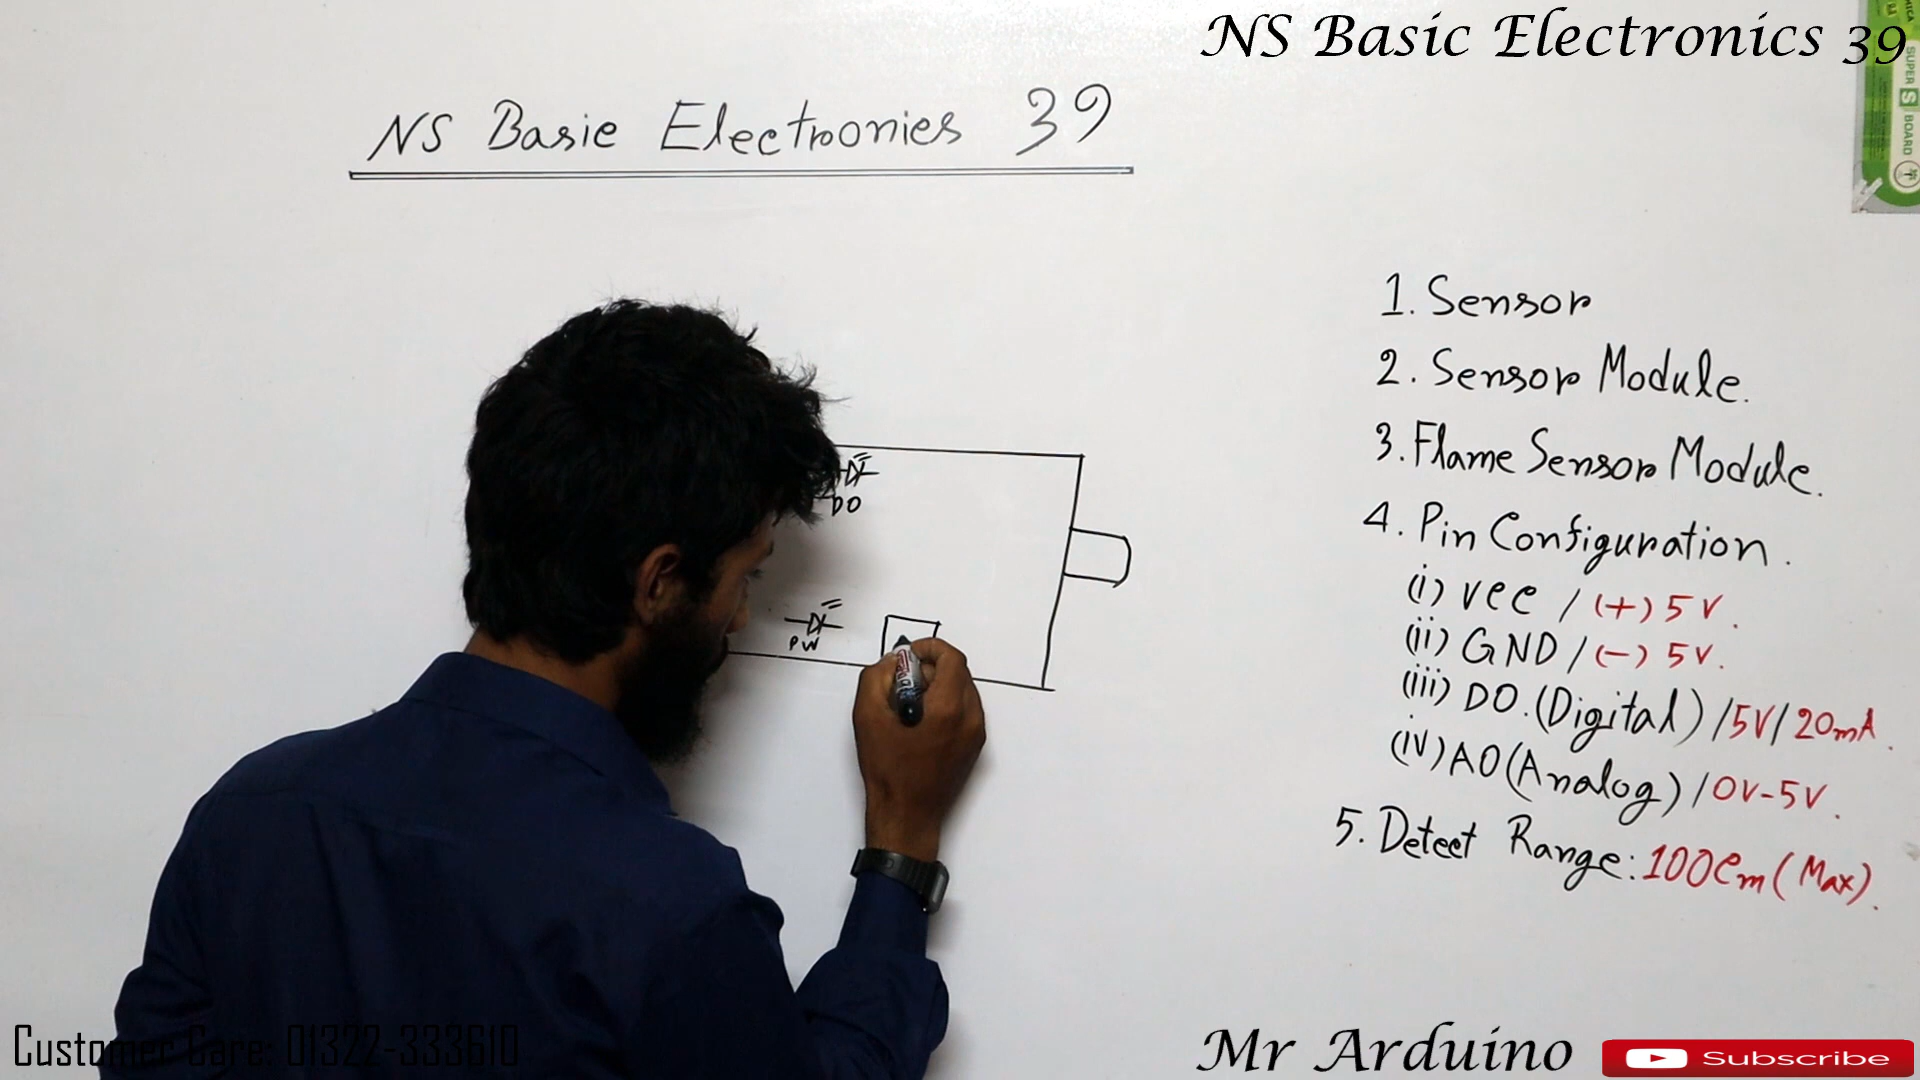 NS Basic Electronics 39
NS Basic Electronics 39
SUPER S BOARD
1. Sensor
2. Sensor Module.
3. Flame Sensor Module.
4. Pin Configuration.
(i) VCC / (+) 5V.
(ii) GND / (-) 5V.
(iii) DO. (Digital) / 5V / 20mA.
(iv) AO (Analog) / 0V-5V.
5. Detect Range: 100cm (Max).
DO
PW
Customer Care: 01322-333610
Mr Arduino
Subscribe